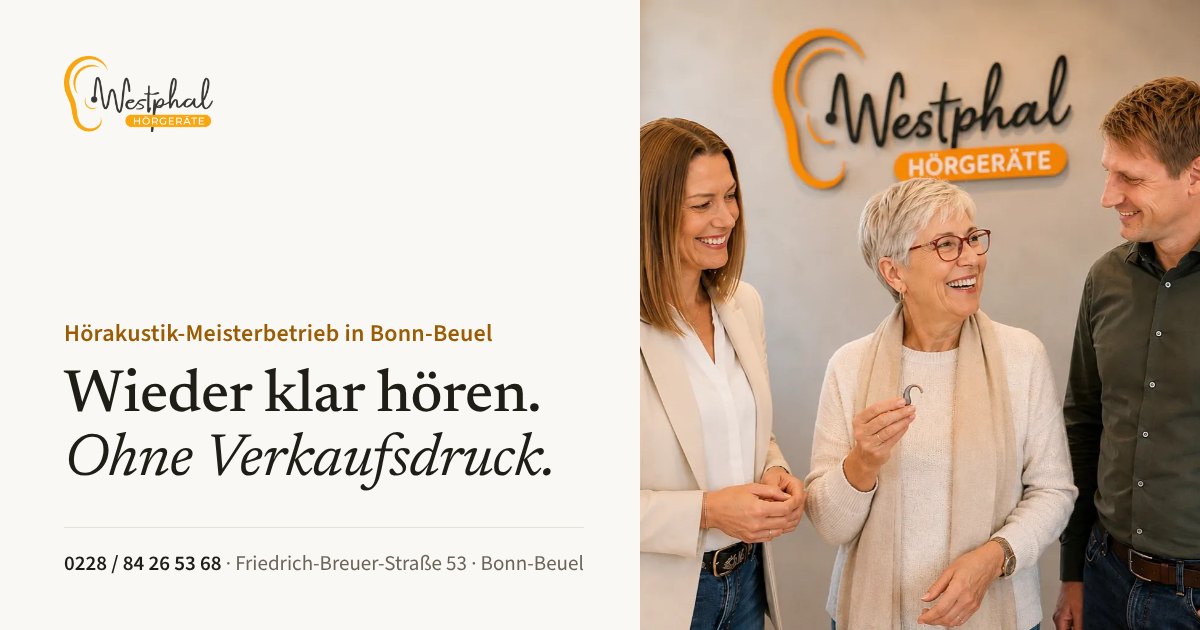 Westphal
HÖRGERÄTE
Hörakustik-Meisterbetrieb in Bonn-Beuel
Wieder klar hören.
Ohne Verkaufsdruck.
0228 / 84 26 53 68 · Friedrich-Breuer-Straße 53 · Bonn-Beuel
Westphal
HÖRGERÄTE